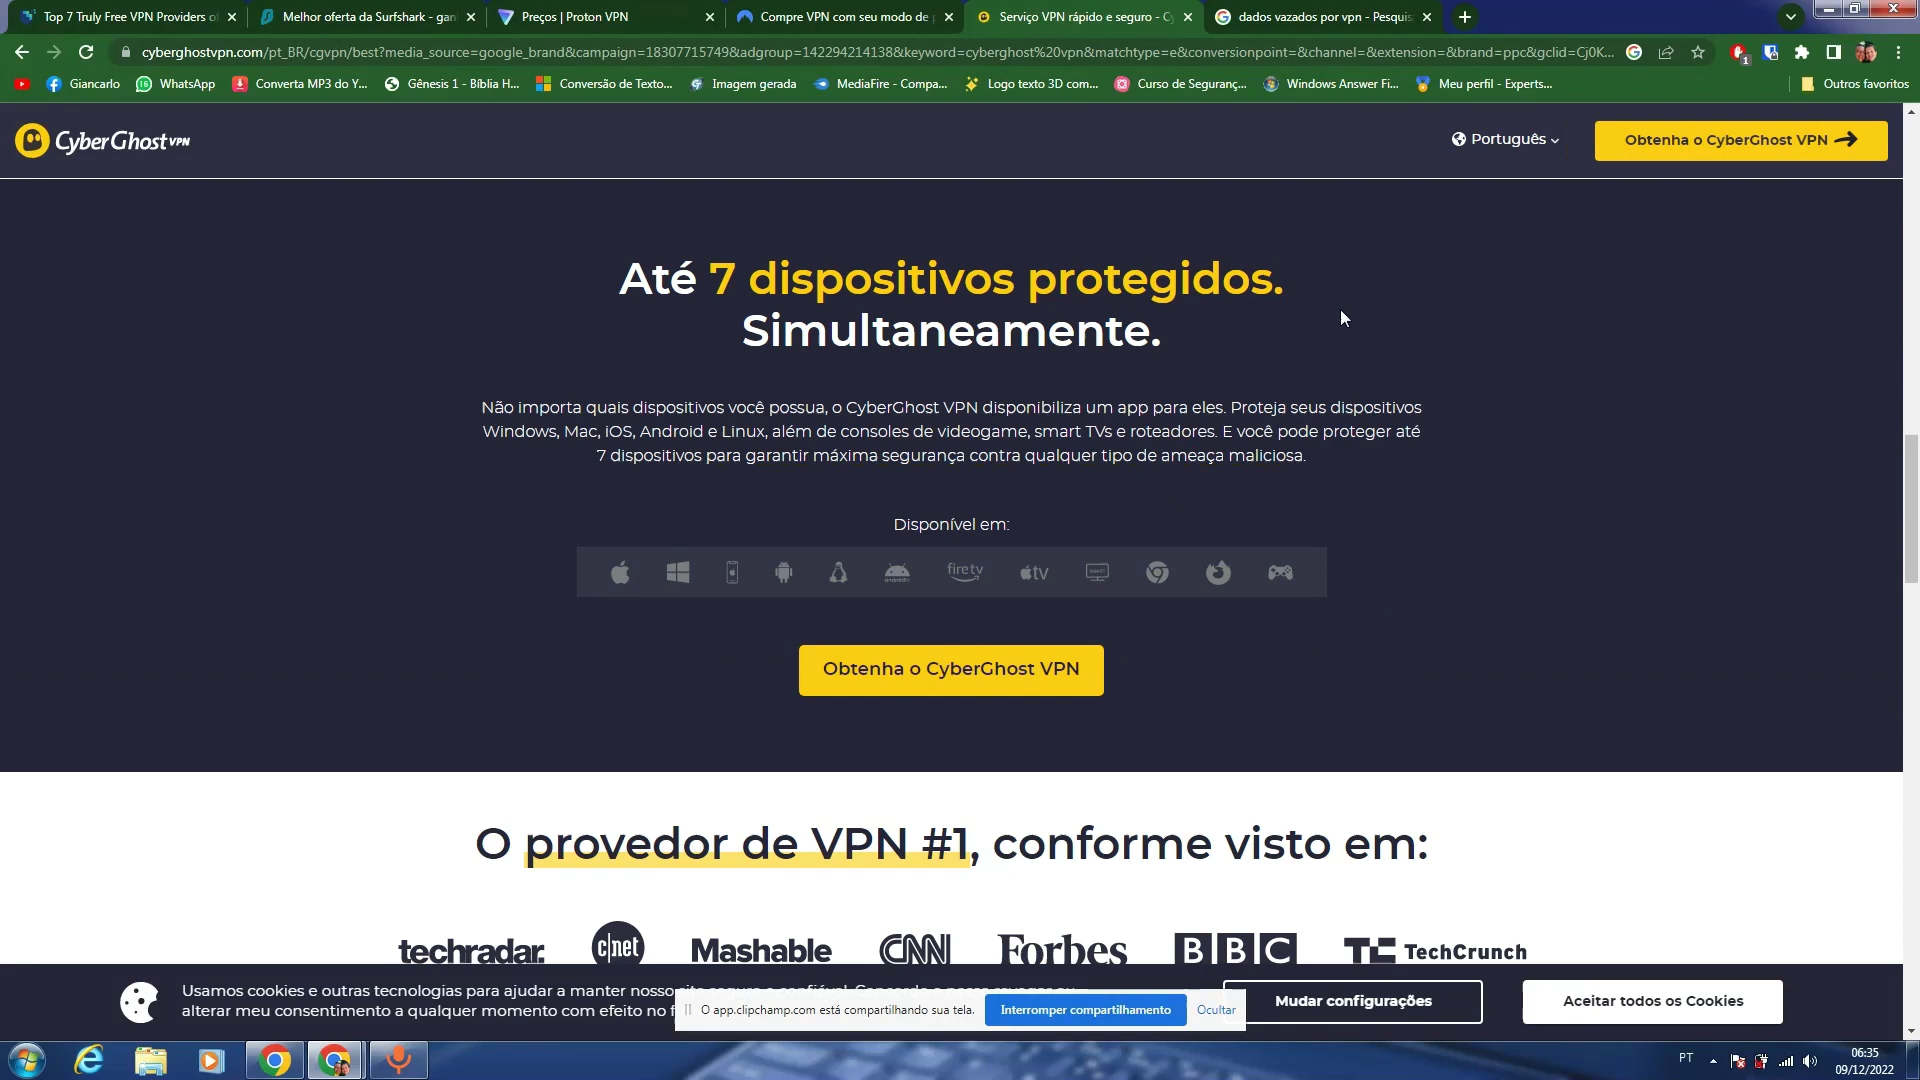 Top 7 Truly Free VPN Providers o
Melhor oferta da Surfshark - gan
Preços | Proton VPN
Compre VPN com seu modo de p
Serviço VPN rápido e seguro - Cy
dados vazados por vpn - Pesquis
cyberghostvpn.com/pt_BR/cgvpn/best?media_source=google_brand&campaign=18307715749&adgroup=142294214138&keyword=cyberghost%20vpn&matchtype=e&conversionpoint=&channel=&extension=&brand=ppc&gclid=Cj0K...
1
Giancarlo
16
WhatsApp
Converta MP3 do Y...
Gênesis 1 - Bíblia H...
Conversão de Texto...
Imagem gerada
MediaFire - Compa...
Logo texto 3D com...
Curso de Seguranç...
Windows Answer Fi...
Meu perfil - Experts...
Outros favoritos
CyberGhost VPN
Português
Obtenha o CyberGhost VPN
Até 7 dispositivos protegidos.
Simultaneamente.
Não importa quais dispositivos você possua, o CyberGhost VPN disponibiliza um app para eles. Proteja seus dispositivos
Windows, Mac, iOS, Android e Linux, além de consoles de videogame, smart TVs e roteadores. E você pode proteger até
7 dispositivos para garantir máxima segurança contra qualquer tipo de ameaça maliciosa.
Disponível em:
androidtv
firetv
tv
SMART
Obtenha o CyberGhost VPN
O provedor de VPN #1, conforme visto em:
techradar.
c|net
Mashable
CNN
Forbes
BBC
TC TechCrunch
Usamos cookies e outras tecnologias para ajudar a manter nosso site seguro e confiável.
alterar meu consentimento a qualquer momento com efeito no f
O app.clipchamp.com está compartilhando sua tela.
Interromper compartilhamento
Ocultar
Mudar configurações
Aceitar todos os Cookies
PT
06:35
09/12/2022